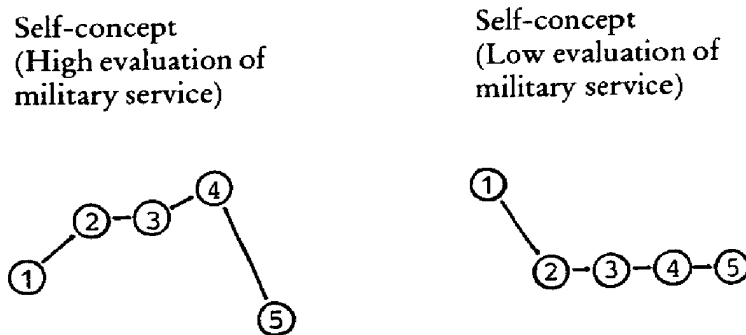 Self-concept
(High evaluation of
military service)
Self-concept
(Low evaluation of
military service)
1 2 3 4 5
1 2 3 4 5